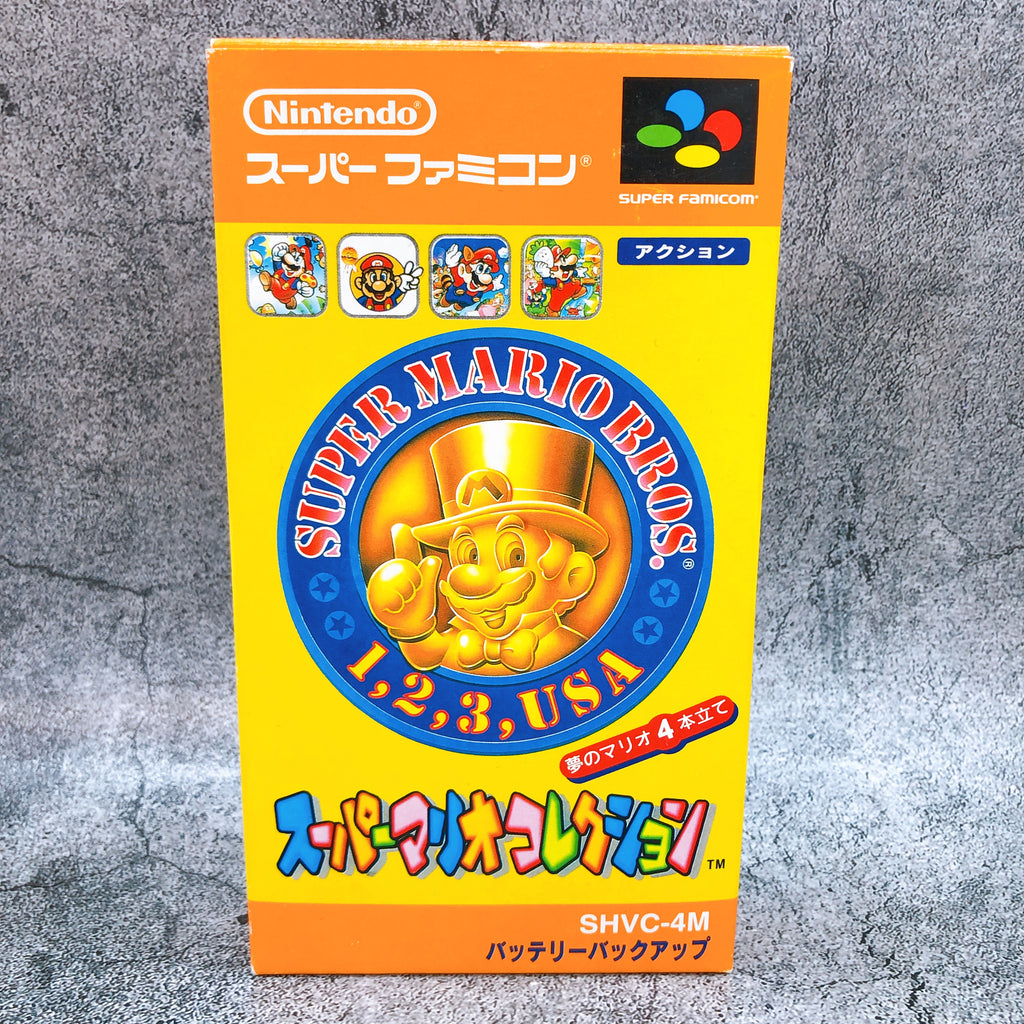 Nintendo®
スーパーファミコン®
SUPER FAMICOM®
アクション
SUPER MARIO BROS.®
M
1,2,3,USA
夢のマリオ4本立て
スーパーマリオコレクション™
SHVC-4M
バッテリーバックアップ